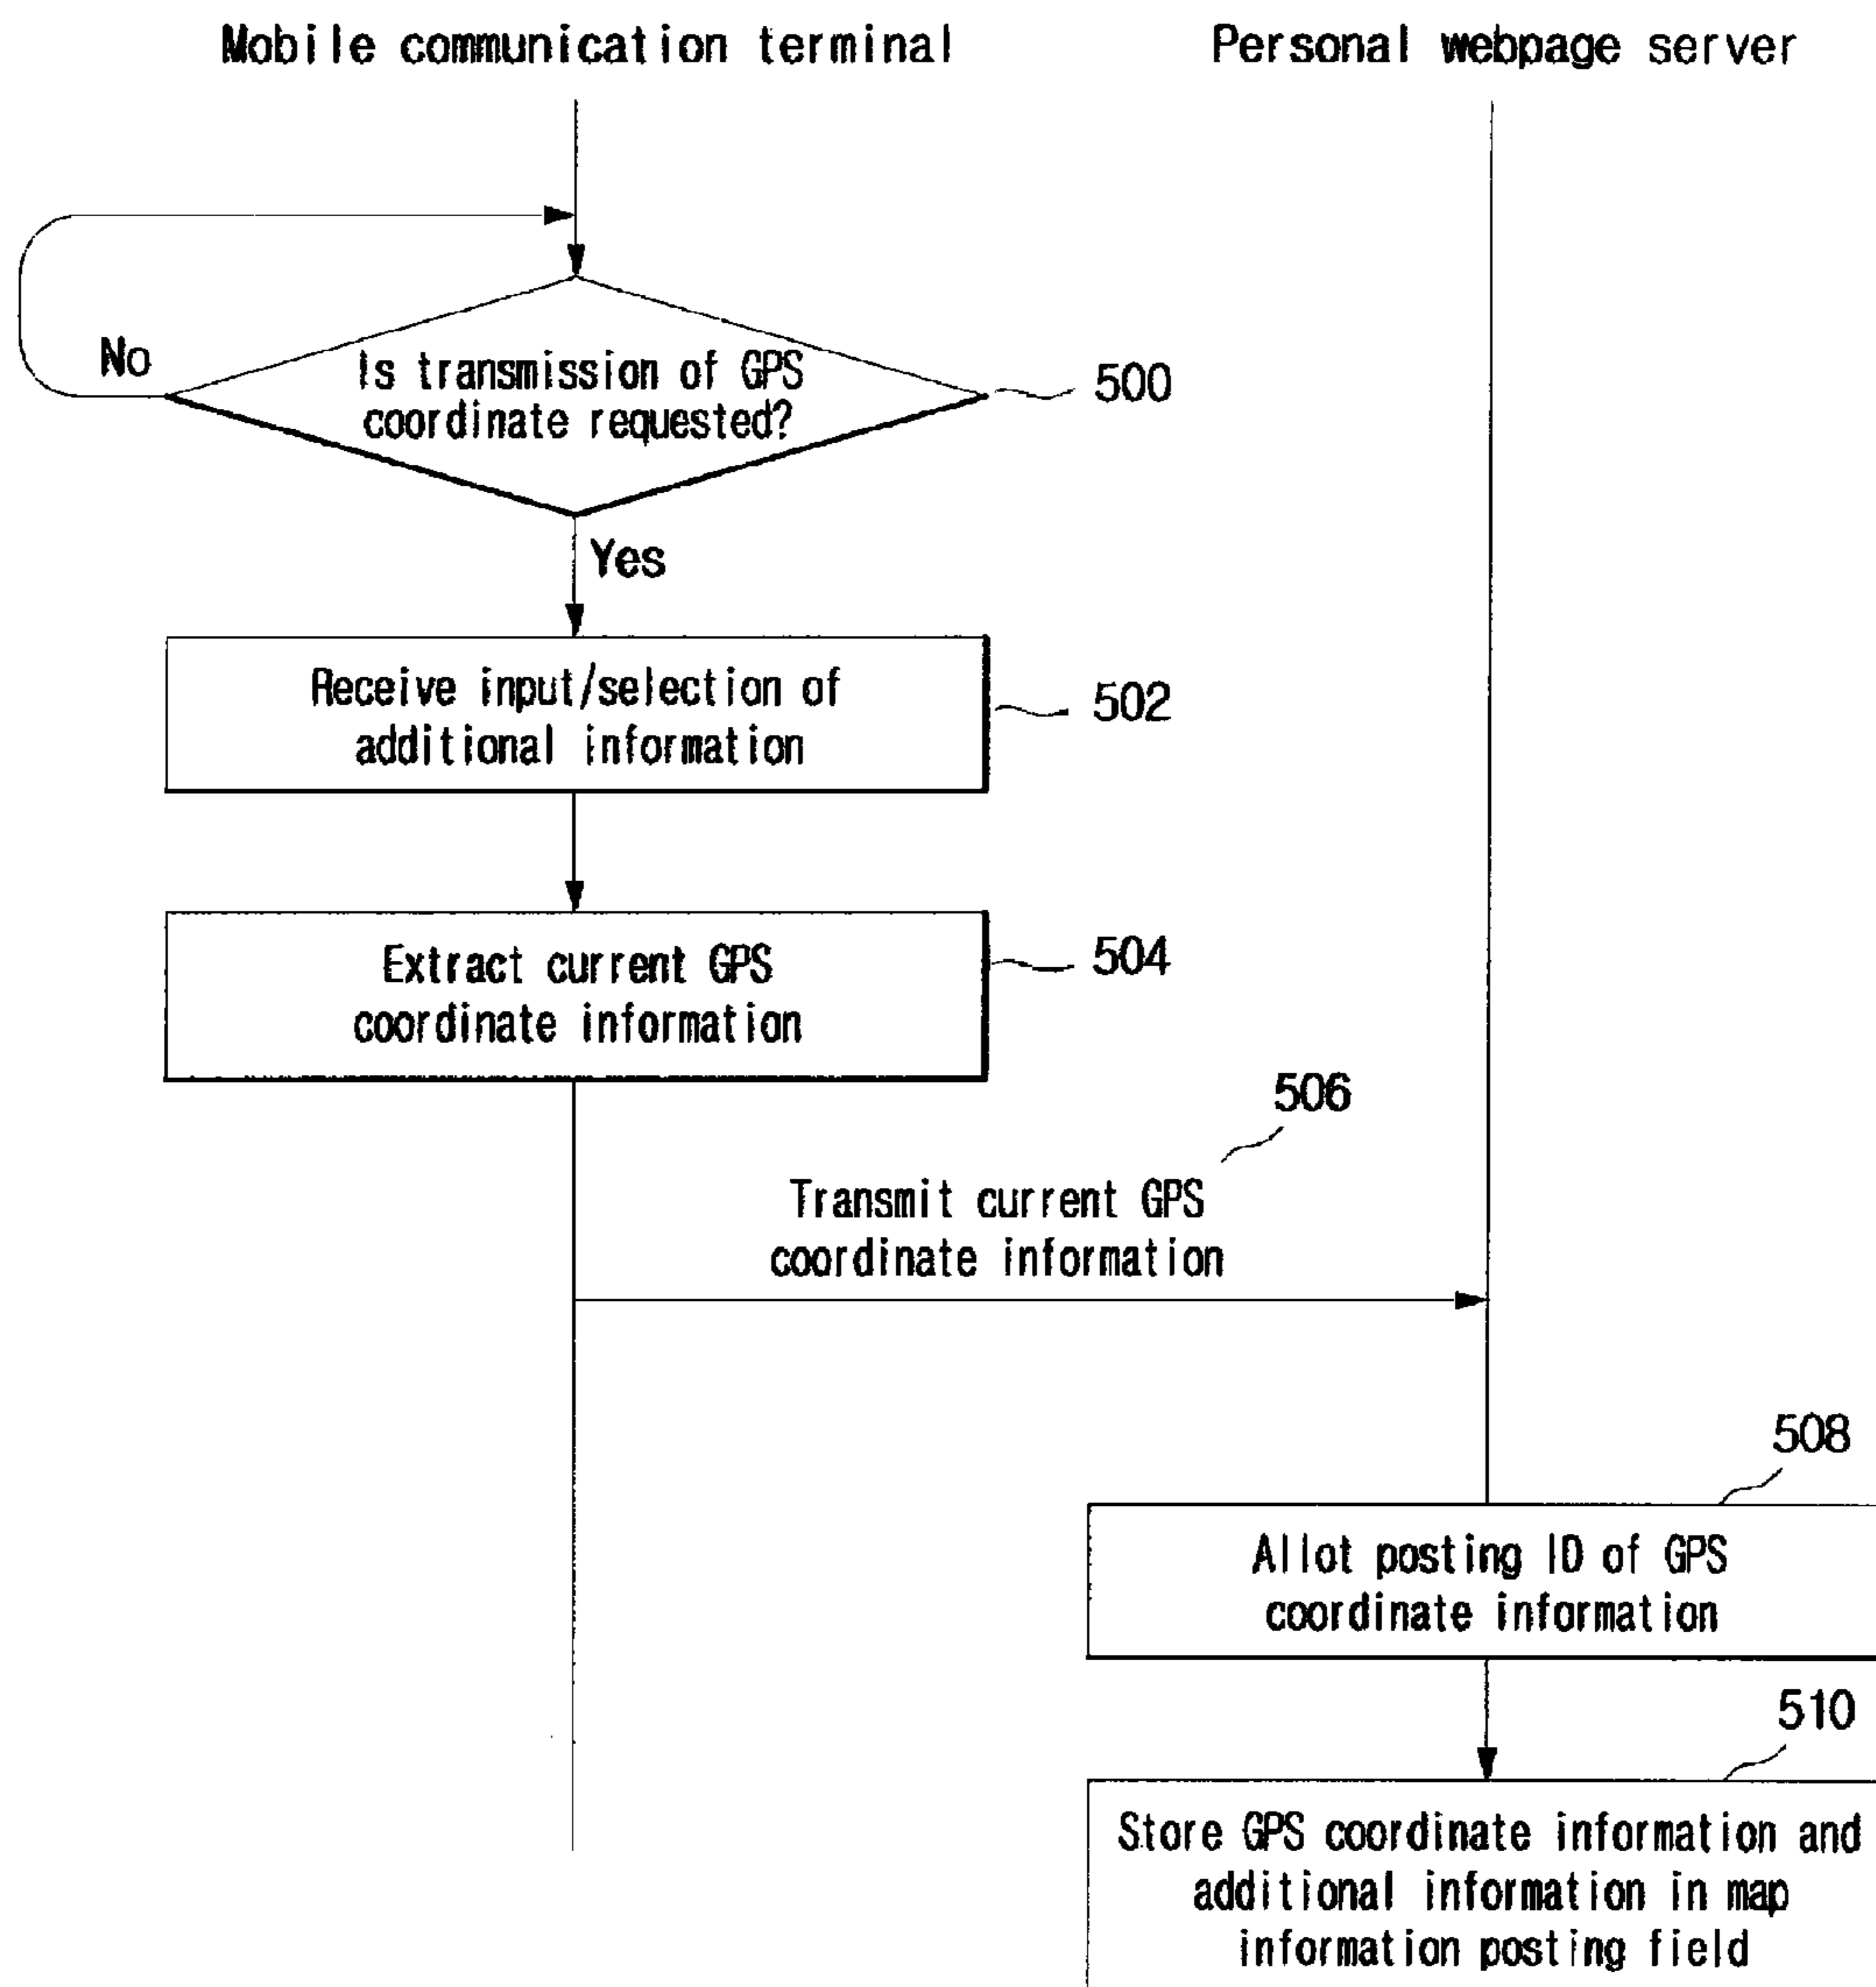 Mobile communication terminal
Personal webpage server
No
Is transmission of GPS
coordinate requested?
500
Yes
Receive input/selection of
additional information
502
Extract current GPS
coordinate information
504
506
Transmit current GPS
coordinate information
508
Allot posting ID of GPS
coordinate information
510
Store GPS coordinate information and
additional information in map
information posting field